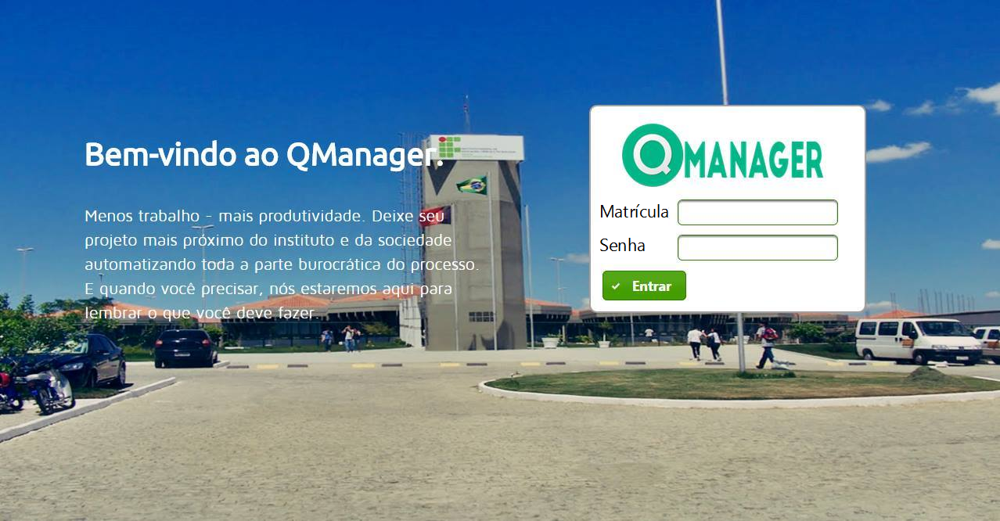 Bem-vindo ao QManager.
Menos trabalho - mais produtividade. Deixe seu
projeto mais próximo do instituto e da sociedade
automatizando toda a parte burocrática do processo.
E quando você precisar, nós estaremos aqui para
lembrar o que você deve fazer.
QMANAGER
Matrícula
Senha
Entrar